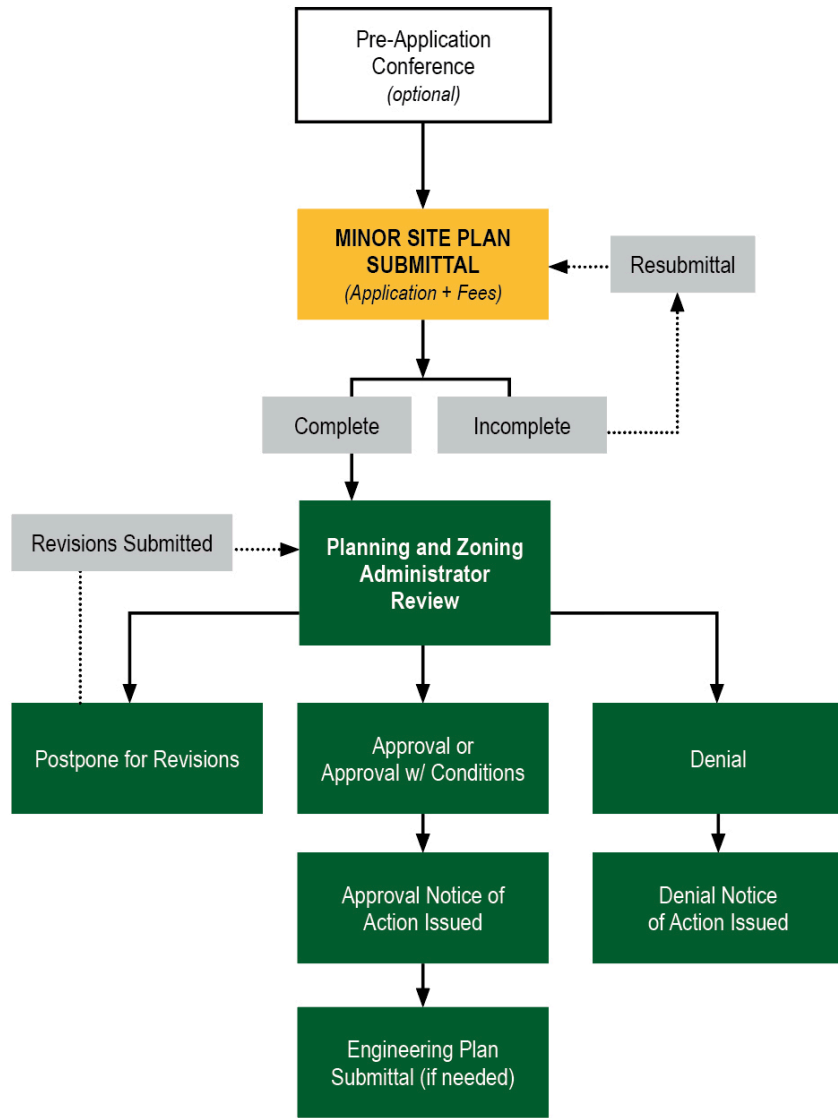 Pre-Application
Conference
(optional)
MINOR SITE PLAN
SUBMITTAL
(Application + Fees)
Resubmittal
Complete
Incomplete
Revisions Submitted
Planning and Zoning
Administrator
Review
Postpone for Revisions
Approval or
Approval w/ Conditions
Denial
Approval Notice of
Action Issued
Denial Notice
of Action Issued
Engineering Plan
Submittal (if needed)